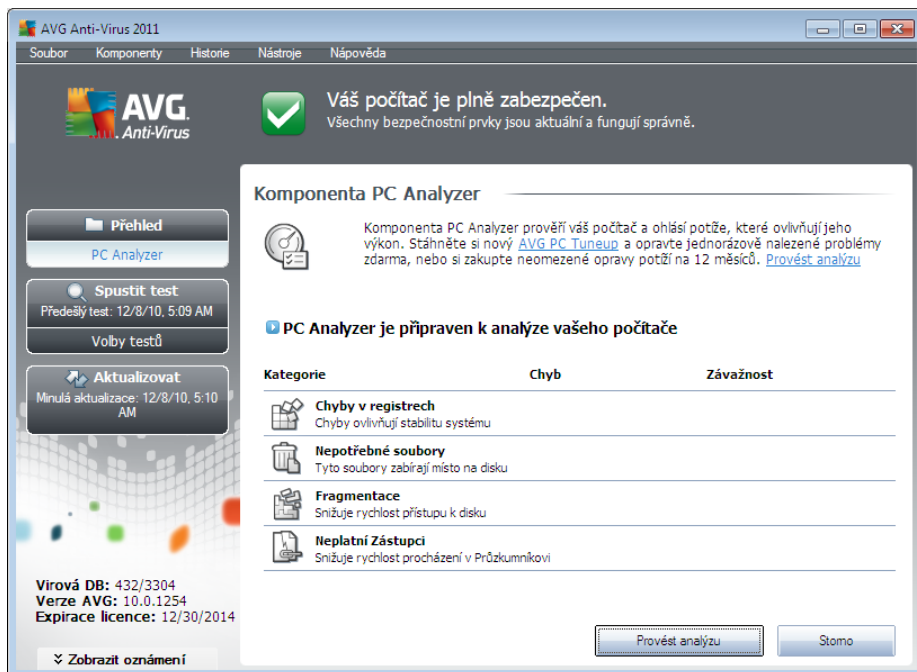 AVG Anti-Virus 2011
Soubor Komponenty Historie Nástroje Nápověda
AVG.
Anti-Virus
Váš počítač je plně zabezpečen.
Všechny bezpečnostní prvky jsou aktuální a fungují správně.
Přehled
PC Analyzer
Spustit test
Předešlý test: 12/8/10, 5:09 AM
Volby testů
Aktualizovat
Minulá aktualizace: 12/8/10, 5:10
AM
Virová DB: 432/3304
Verze AVG: 10.0.1254
Expirace licence: 12/30/2014
Zobrazit oznámení
Komponenta PC Analyzer
Komponenta PC Analyzer prověří váš počítač a ohlásí potíže, které ovlivňují jeho
výkon. Stáhněte si nový AVG PC Tuneup a opravte jednorázově nalezené problémy
zdarma, nebo si zakupte neomezené opravy potíží na 12 měsíců. Provést analýzu
PC Analyzer je připraven k analýze vašeho počítače
Kategorie Chyb Závažnost
Chyby v registrech
Chyby ovlivňují stabilitu systému
Nepotřebné soubory
Tyto soubory zabírají místo na disku
Fragmentace
Snižuje rychlost přístupu k disku
Neplatní Zástupci
Snižuje rychlost procházení v Průzkumníkovi
Provést analýzu Storno